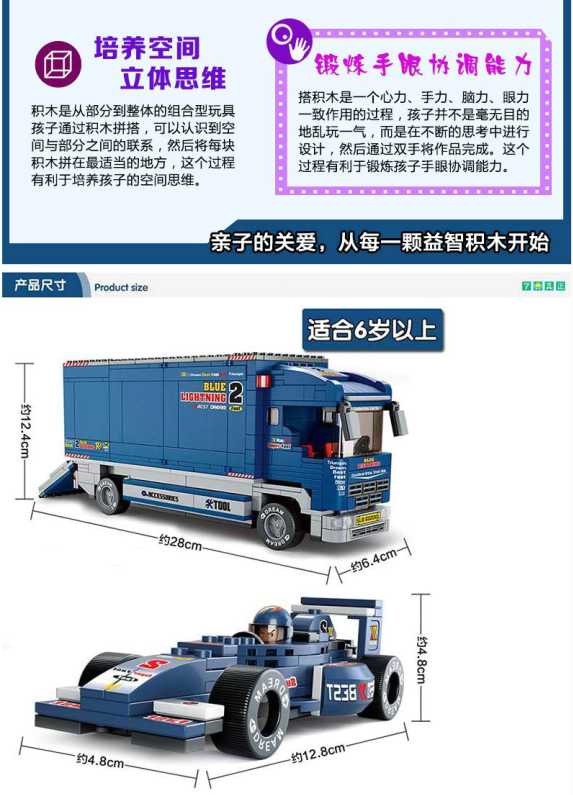 培养空间
立体思维
积木是从部分到整体的组合型玩具
孩子通过积木拼搭，可以认识到空
间与部分之间的联系，然后将每块
积木拼在最适当的地方，这个过程
有利于培养孩子的空间思维。
锻炼手眼协调能力
搭积木是一个心力、手力、脑力、眼力
一致作用的过程，孩子并不是毫无目的
地乱玩一气，而是在不断的思考中进行
设计，然后通过双手将作品完成。这个
过程有利于锻炼孩子手眼协调能力。
亲子的关爱，从每一颗益智积木开始
产品尺寸
Product size
适合6岁以上
BLUE
LIGHTNING 2
BEST DREAM
ACCESSORIES
TOOL
DREAM
DREAM
约12.4cm
约28cm
约6.4cm
2
DREAM
BEST
约4.8cm
约4.8cm
约12.8cm